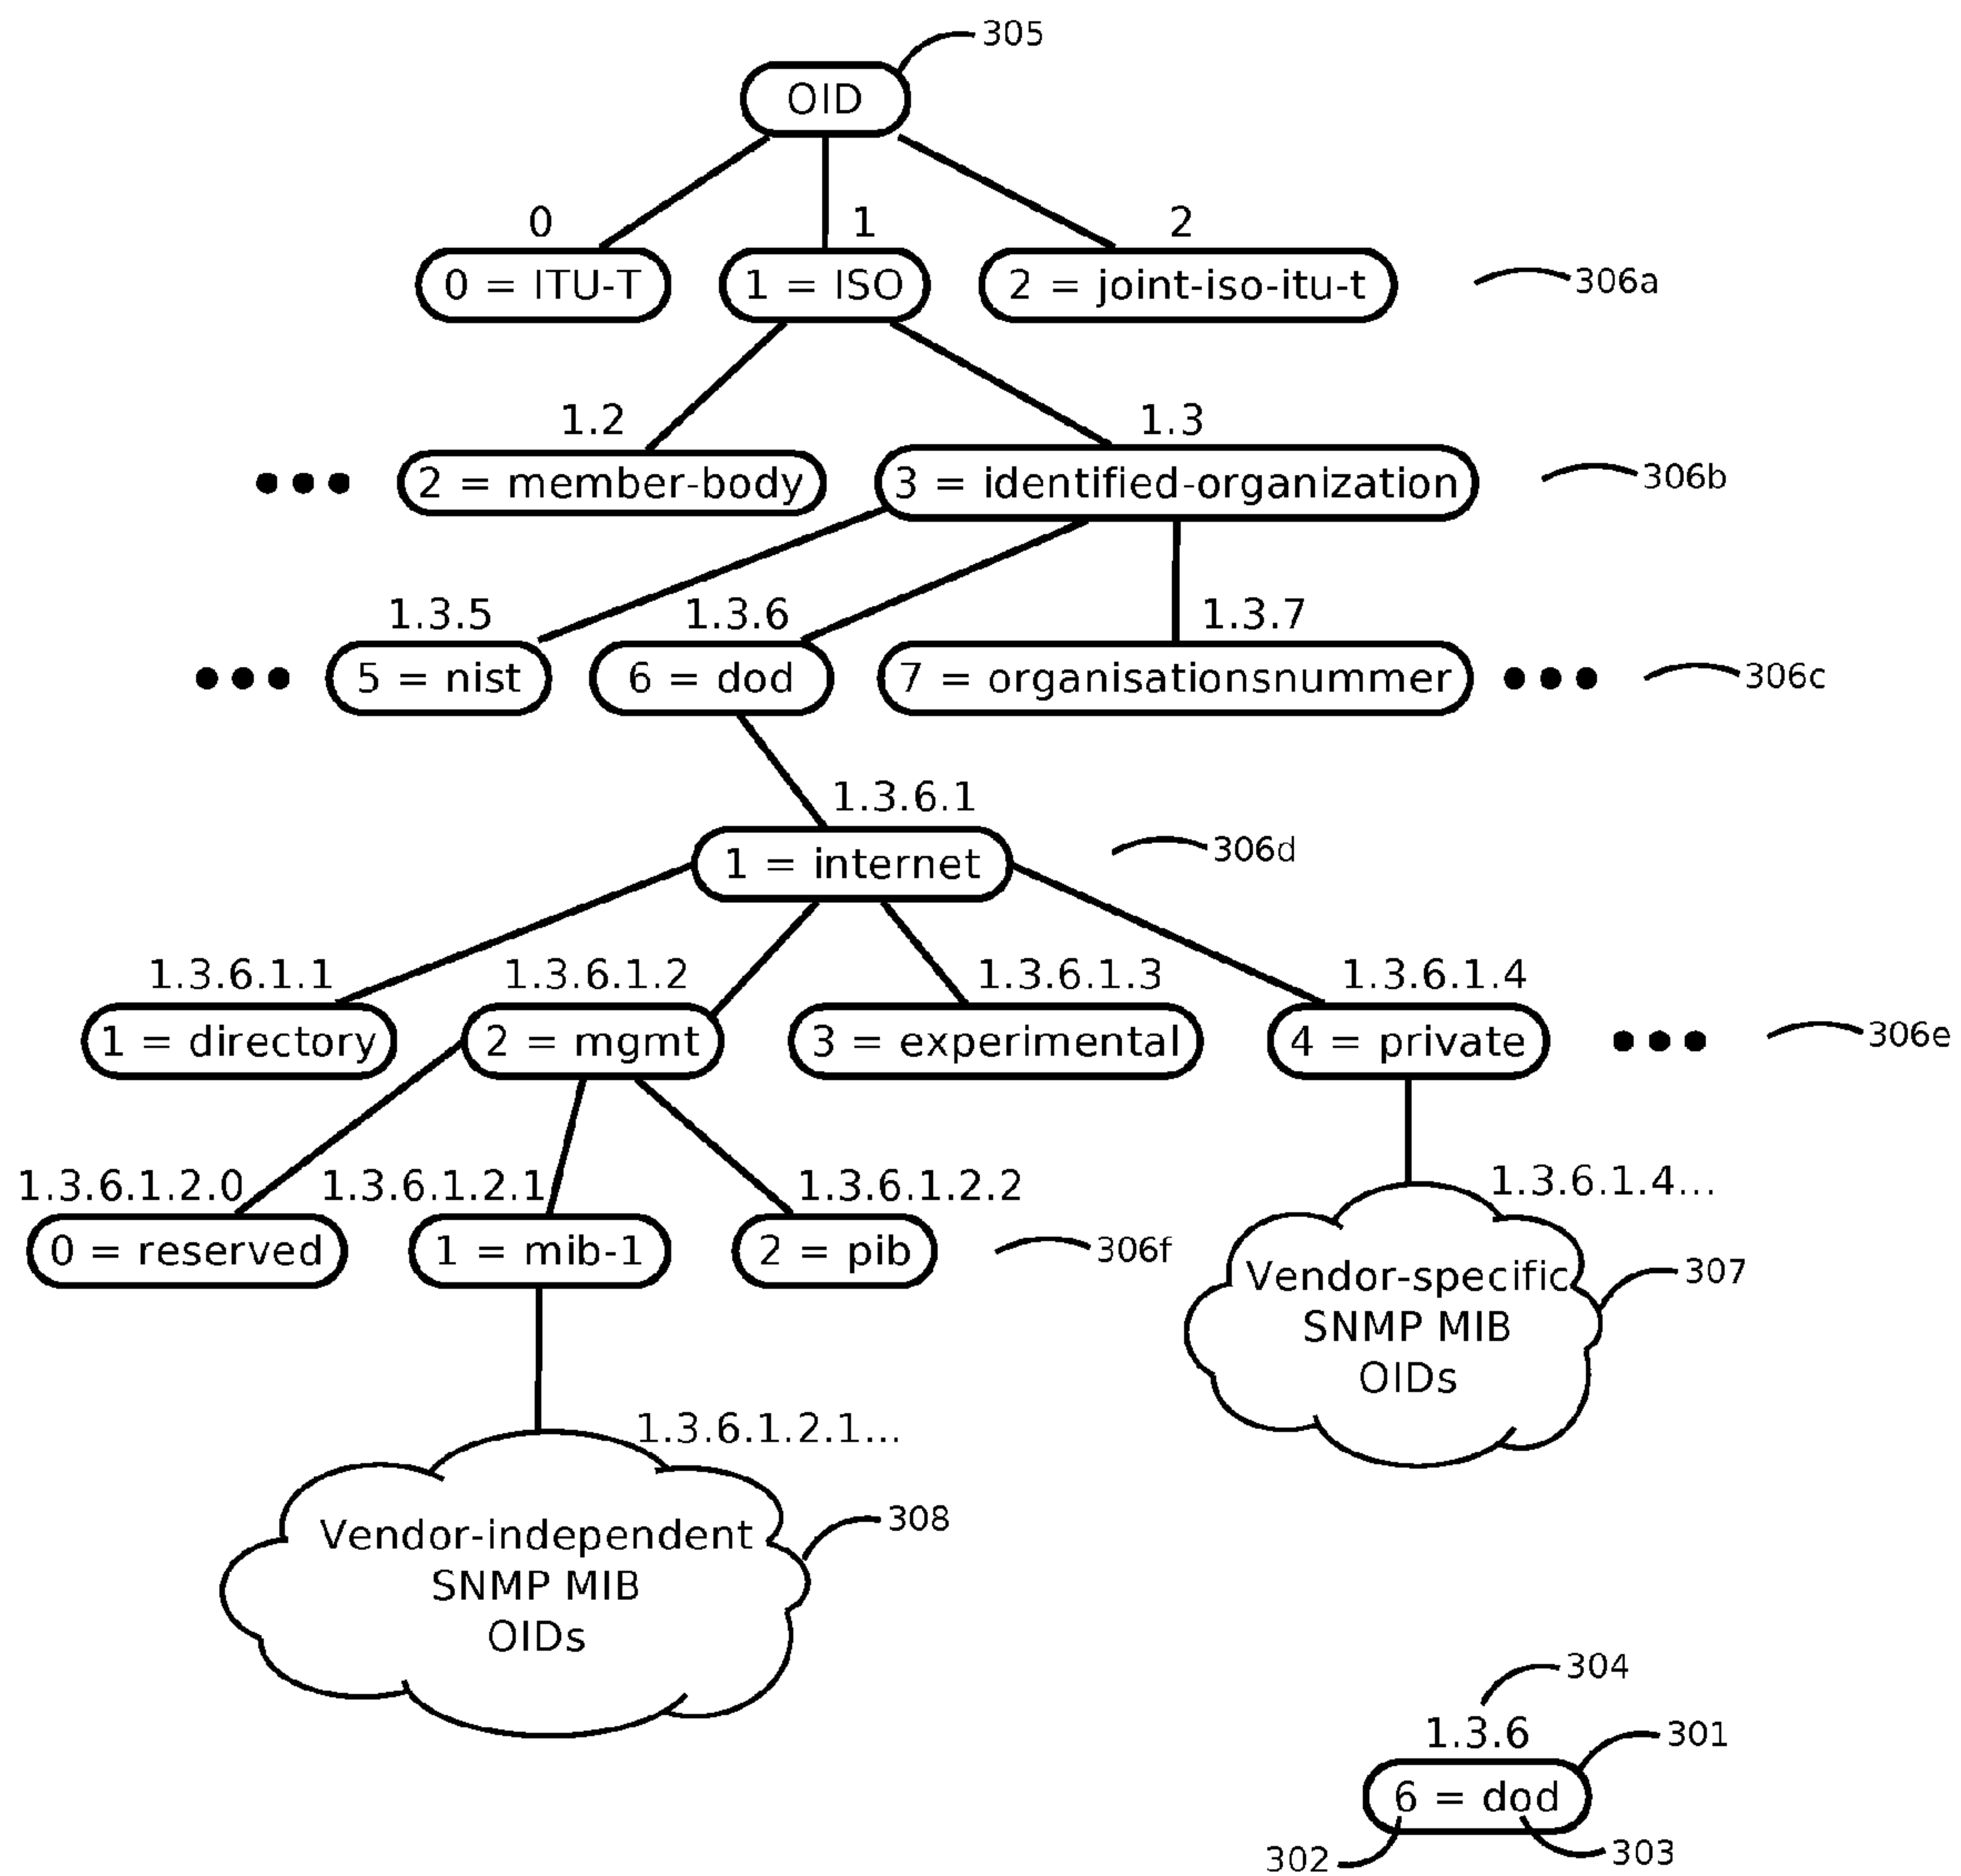 305
OID
0 1 2
0 = ITU-T 1 = ISO 2 = joint-iso-itu-t 306a
1.2 1.3
2 = member-body 3 = identified-organization 306b
1.3.5 1.3.6 1.3.7
5 = nist 6 = dod 7 = organisationsnummer 306c
1.3.6.1
1 = internet 306d
1.3.6.1.1 1.3.6.1.2 1.3.6.1.3 1.3.6.1.4
1 = directory 2 = mgmt 3 = experimental 4 = private 306e
1.3.6.1.2.0 1.3.6.1.2.1 1.3.6.1.2.2 1.3.6.1.4...
0 = reserved 1 = mib-1 2 = pib 306f
Vendor-specific 307
SNMP MIB
OIDs
1.3.6.1.2.1...
Vendor-independent 308
SNMP MIB
OIDs
304
1.3.6 301
6 = dod
302 303